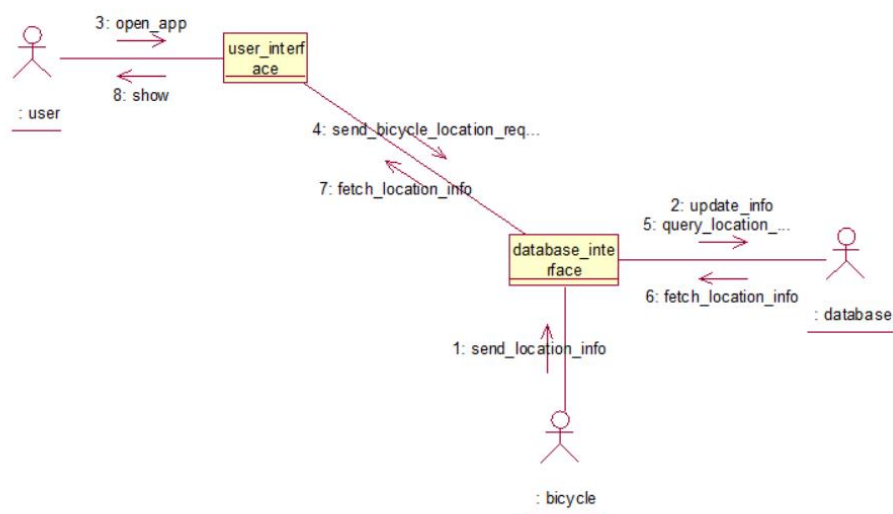 3: open_app
user_interf
ace
8: show
: user
4: send_bicycle_location_req...
7: fetch_location_info
2: update_info
5: query_location_...
database_inte
rface
6: fetch_location_info
: database
1: send_location_info
: bicycle